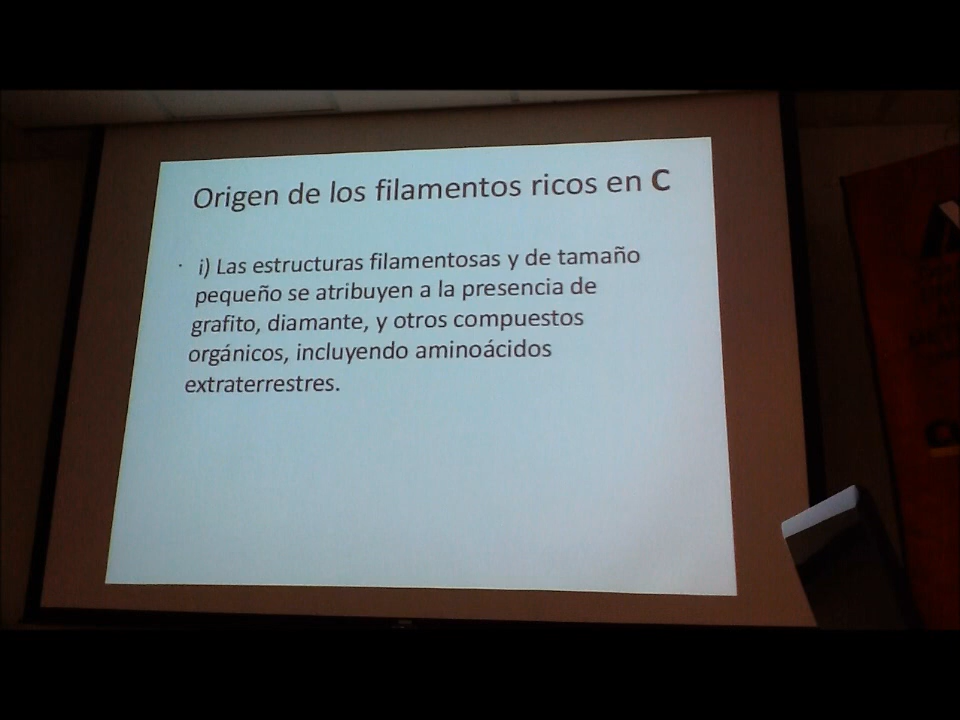 Origen de los filamentos ricos en C
· i) Las estructuras filamentosas y de tamaño
pequeño se atribuyen a la presencia de
grafito, diamante, y otros compuestos
orgánicos, incluyendo aminoácidos
extraterrestres.